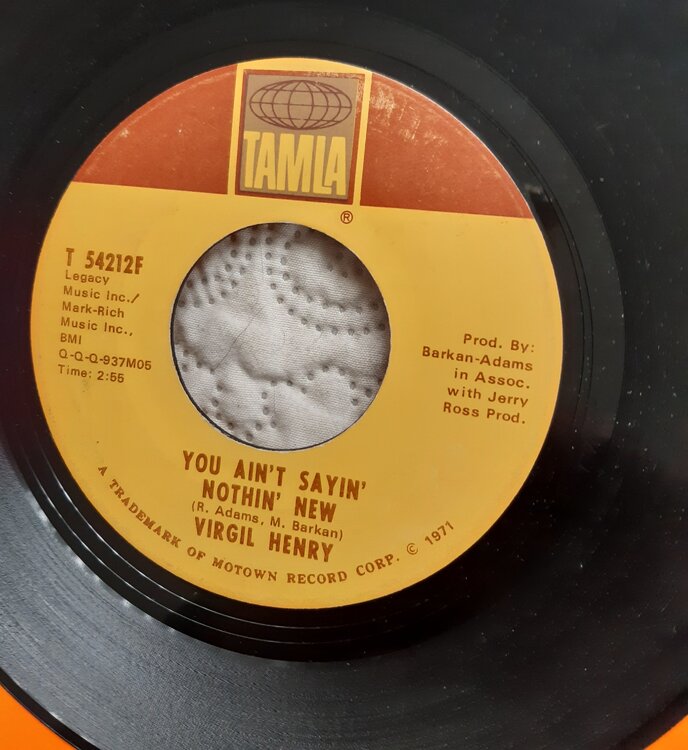 TAMLA
®
T 54212F
Legacy
Music Inc./
Mark-Rich
Music Inc.,
BMI
Q-Q-Q-937M05
Time: 2:55
Prod. By:
Barkan-Adams
in Assoc.
with Jerry
Ross Prod.
YOU AIN'T SAYIN'
NOTHIN' NEW
(R. Adams, M. Barkan)
VIRGIL HENRY
A TRADEMARK OF MOTOWN RECORD CORP. © 1971